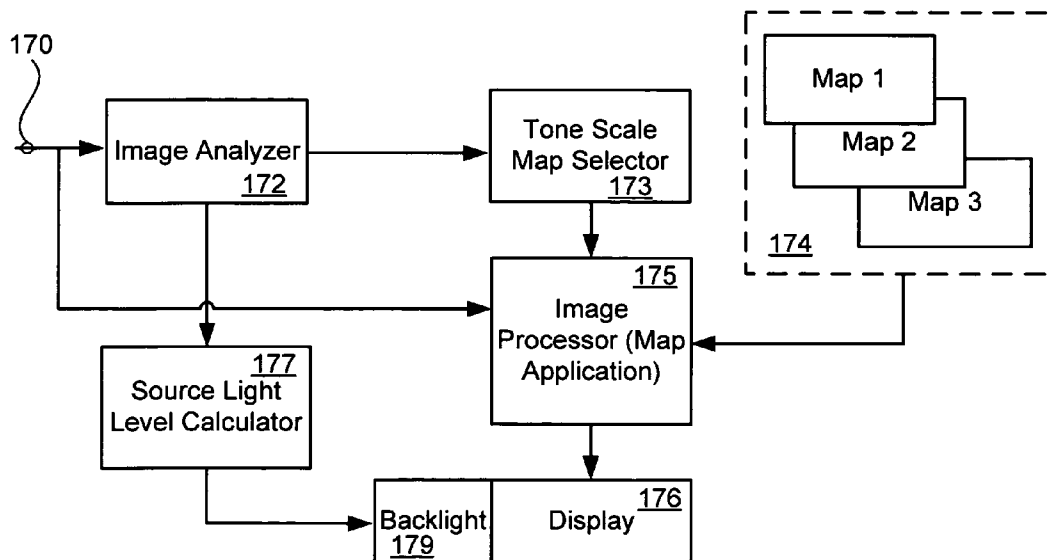 170
Image Analyzer
172
Tone Scale
Map Selector
173
Map 1
Map 2
Map 3
174
175
Image
Processor (Map
Application)
177
Source Light
Level Calculator
Backlight
179
Display
176